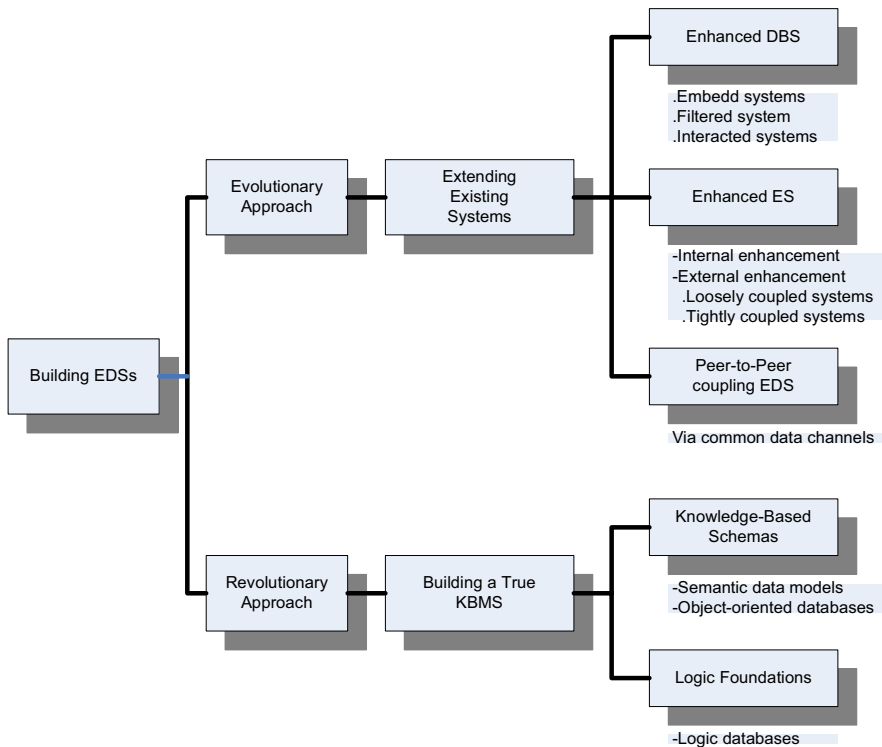 Building EDSs
Evolutionary
Approach
Extending
Existing
Systems
Enhanced DBS
.Embedd systems
.Filtered system
.Interacted systems
Enhanced ES
-Internal enhancement
-External enhancement
.Loosely coupled systems
.Tightly coupled systems
Peer-to-Peer
coupling EDS
Via common data channels
Revolutionary
Approach
Building a True
KBMS
Knowledge-Based
Schemas
-Semantic data models
-Object-oriented databases
Logic Foundations
-Logic databases